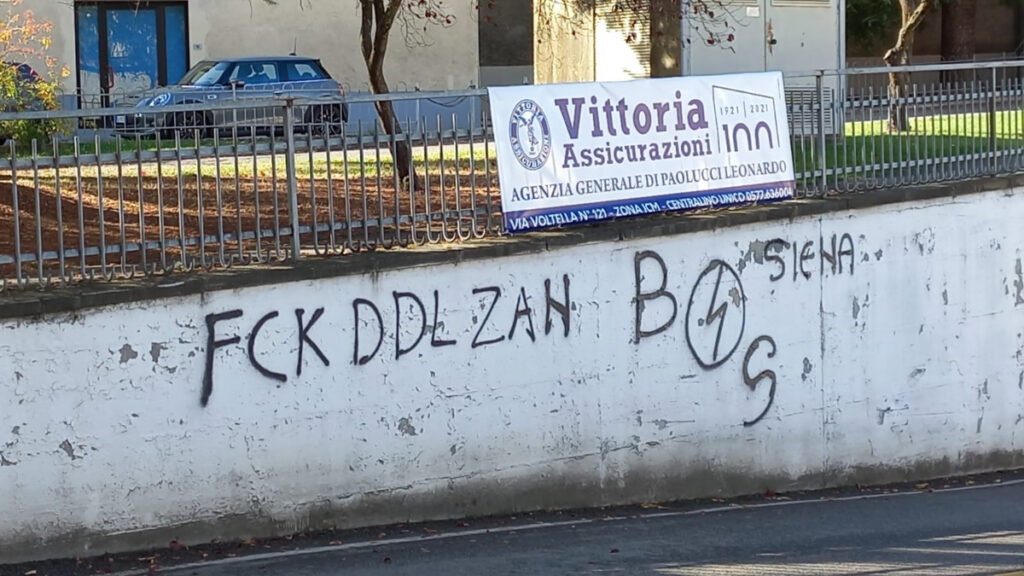 Vittoria
Assicurazioni
1921 2021
100
AGENZIA GENERALE DI PAOLUCCI LEONARDO
VIA VOLTELLA N° 121 - ZONA ICM - CENTRALINO UNICO 0577.636004
FCK DDL ZAN
B S
SIENA